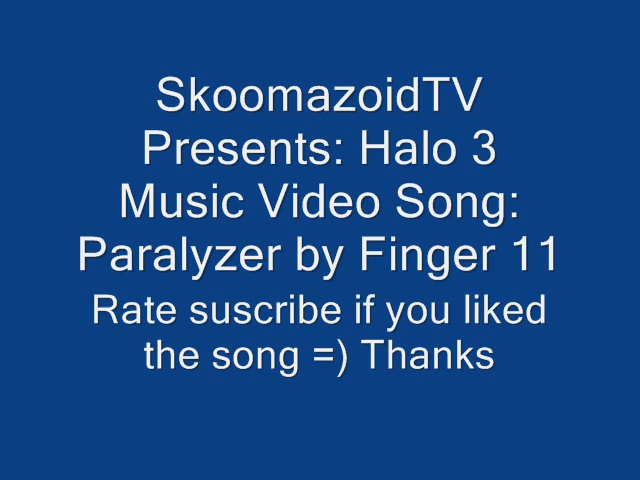 SkoomazoidTV
Presents: Halo 3
Music Video Song:
Paralyzer by Finger 11
Rate suscribe if you liked
the song =) Thanks